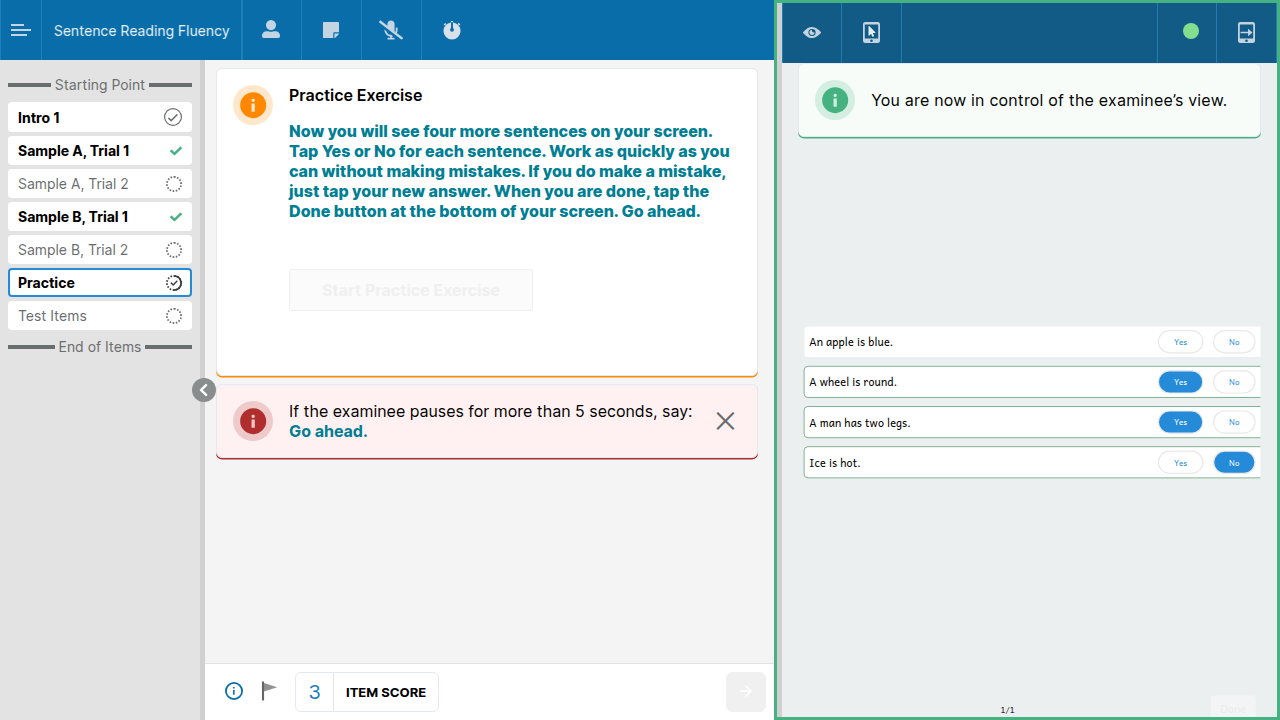 Sentence Reading Fluency
Starting Point
Intro 1
Sample A, Trial 1
Sample A, Trial 2
Sample B, Trial 1
Sample B, Trial 2
Practice
Test Items
End of Items
Practice Exercise
Now you will see four more sentences on your screen.
Tap Yes or No for each sentence. Work as quickly as you
can without making mistakes. If you do make a mistake,
just tap your new answer. When you are done, tap the
Done button at the bottom of your screen. Go ahead.
Start Practice Exercise
If the examinee pauses for more than 5 seconds, say:
Go ahead.
3 ITEM SCORE
You are now in control of the examinee's view.
An apple is blue. Yes No
A wheel is round. Yes No
A man has two legs. Yes No
Ice is hot. Yes No
1/1
Done